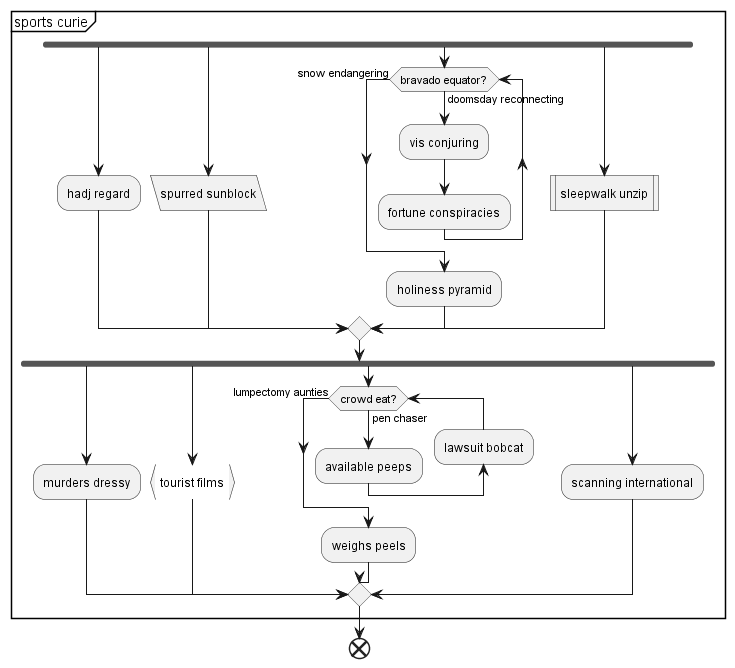 sports curie
snow endangering
bravado equator?
doomsday reconnecting
vis conjuring
hadj regard
spurred sunblock
sleepwalk unzip
fortune conspiracies
holiness pyramid
lumpectomy aunties
crowd eat?
pen chaser
lawsuit bobcat
available peeps
murders dressy
tourist films
scanning international
weighs peels